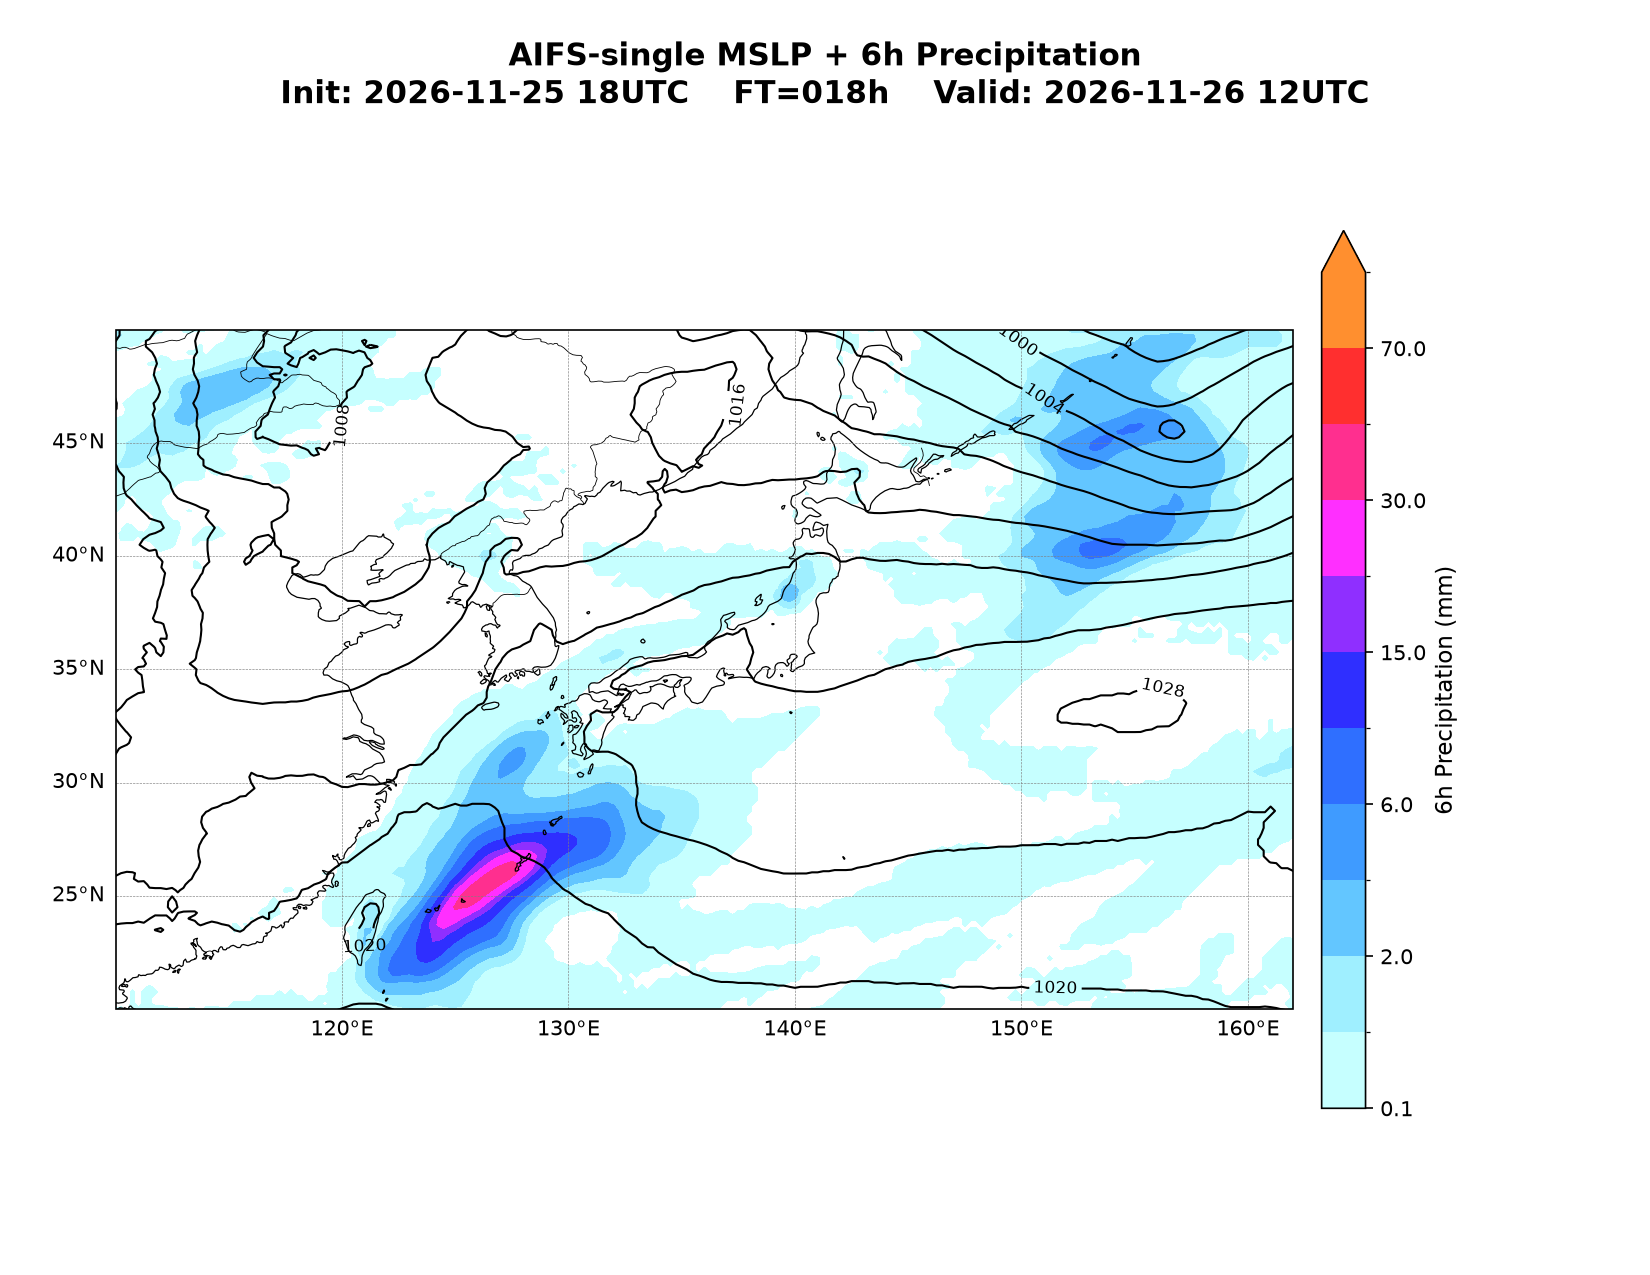 AIFS-single MSLP + 6h Precipitation
Init: 2026-11-25 18UTC    FT=018h    Valid: 2026-11-26 12UTC
1000
1004
1016
1008
1028
1020
1020
45°N
40°N
35°N
30°N
25°N
120°E
130°E
140°E
150°E
160°E
70.0
30.0
15.0
6.0
2.0
0.1
6h Precipitation (mm)